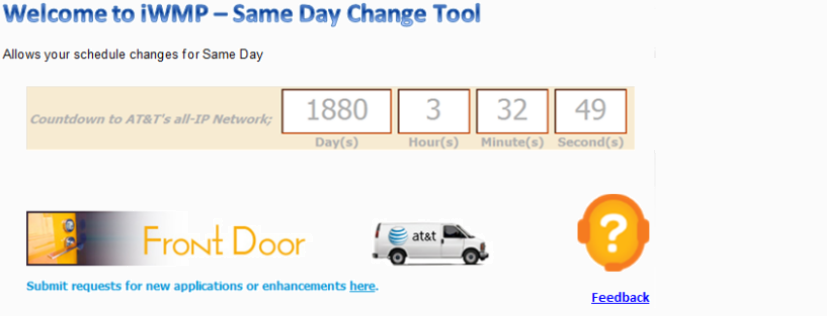 Welcome to iWMP – Same Day Change Tool
Allows your schedule changes for Same Day
Countdown to AT&T's all-IP Network; 1880 3 32 49
Day(s) Hour(s) Minute(s) Second(s)
Front Door
at&t
?
Submit requests for new applications or enhancements here.
Feedback